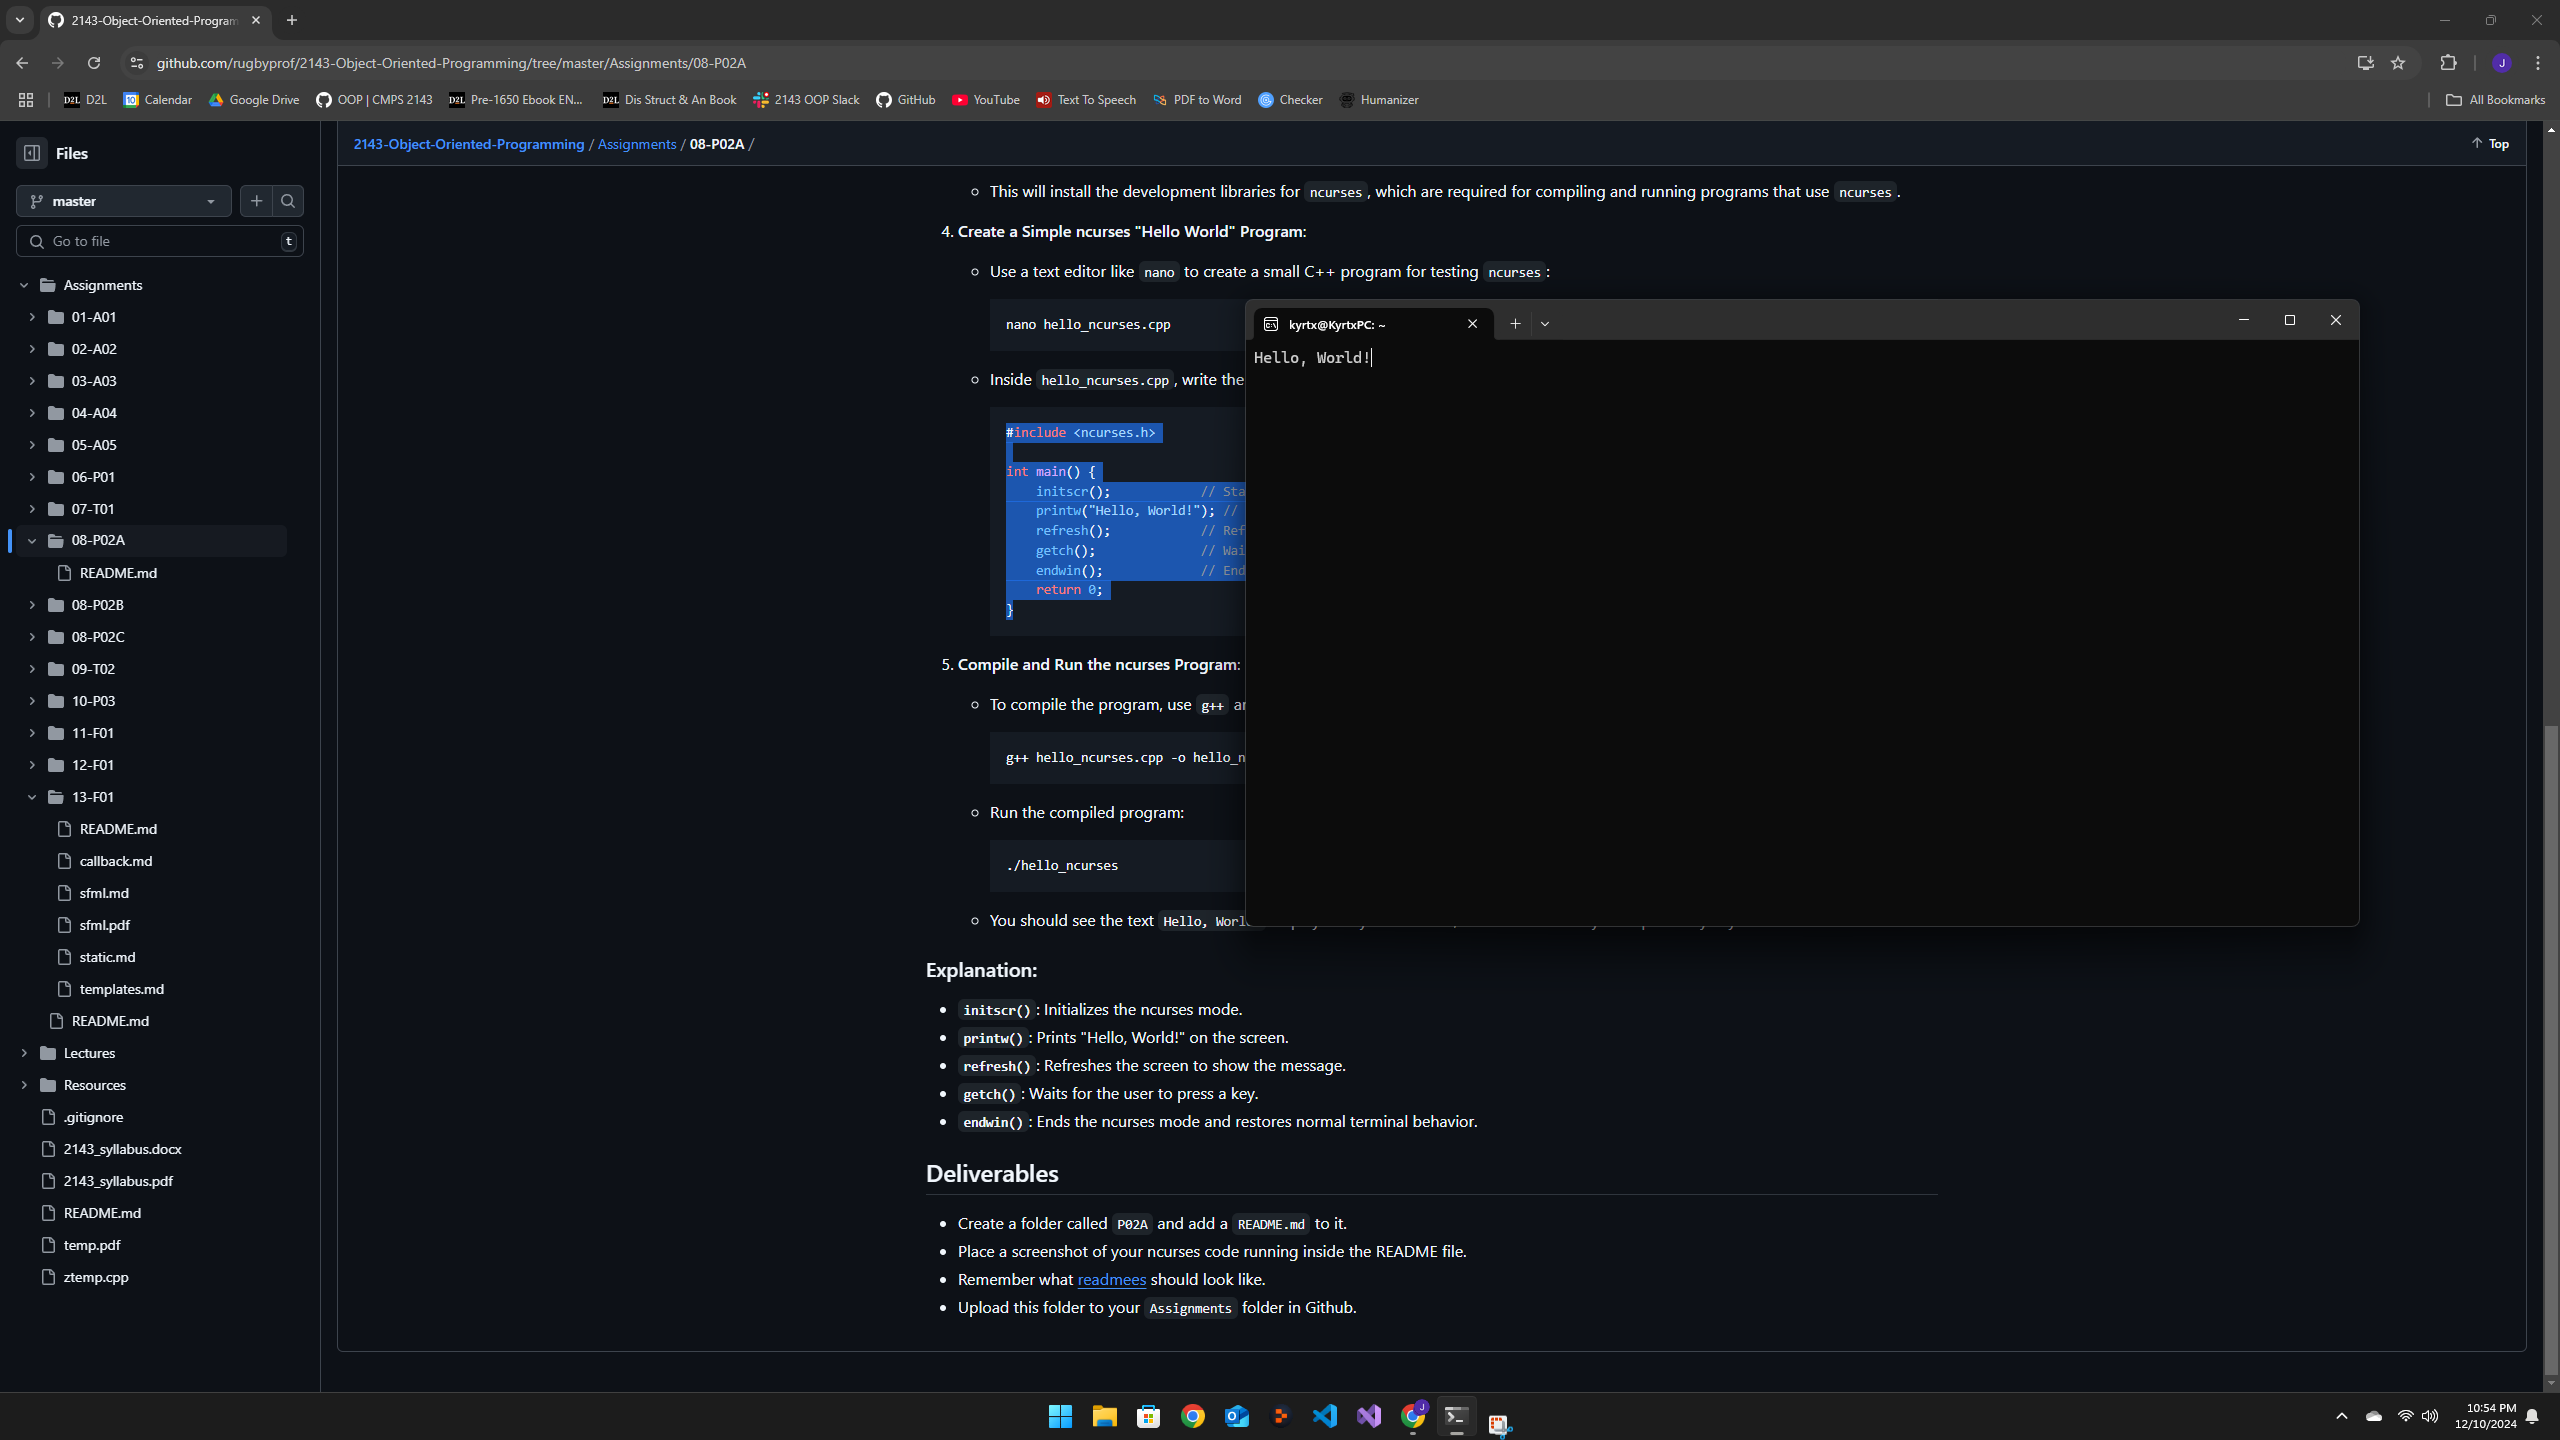 2143-Object-Oriented-Program
github.com/rugbyprof/2143-Object-Oriented-Programming/tree/master/Assignments/08-P02A
D2L D2L Calendar Google Drive OOP | CMPS 2143 D2L Pre-1650 Ebook EN... D2L Dis Struct & An Book 2143 OOP Slack GitHub YouTube Text To Speech PDF to Word Checker Humanizer All Bookmarks
Files
master
Go to file t
Assignments
01-A01
02-A02
03-A03
04-A04
05-A05
06-P01
07-T01
08-P02A
README.md
08-P02B
08-P02C
09-T02
10-P03
11-F01
12-F01
13-F01
README.md
callback.md
sfml.md
sfml.pdf
static.md
templates.md
README.md
Lectures
Resources
.gitignore
2143_syllabus.docx
2143_syllabus.pdf
README.md
temp.pdf
ztemp.cpp
2143-Object-Oriented-Programming / Assignments / 08-P02A /
Top
This will install the development libraries for ncurses, which are required for compiling and running programs that use ncurses.
4. Create a Simple ncurses "Hello World" Program:
Use a text editor like nano to create a small C++ program for testing ncurses:
nano hello_ncurses.cpp
Inside hello_ncurses.cpp, write the
#include <ncurses.h>
int main() {
initscr(); // Sta
printw("Hello, World!"); //
refresh(); // Ref
getch(); // Wai
endwin(); // End
return 0;
}
5. Compile and Run the ncurses Program:
To compile the program, use g++
g++ hello_ncurses.cpp -o hello_n
Run the compiled program:
./hello_ncurses
You should see the text Hello, Worl
kyrtx@KyrtxPC: ~
Hello, World!
Explanation:
initscr(): Initializes the ncurses mode.
printw(): Prints "Hello, World!" on the screen.
refresh(): Refreshes the screen to show the message.
getch(): Waits for the user to press a key.
endwin(): Ends the ncurses mode and restores normal terminal behavior.
Deliverables
Create a folder called P02A and add a README.md to it.
Place a screenshot of your ncurses code running inside the README file.
Remember what readmees should look like.
Upload this folder to your Assignments folder in Github.
10:54 PM
12/10/2024